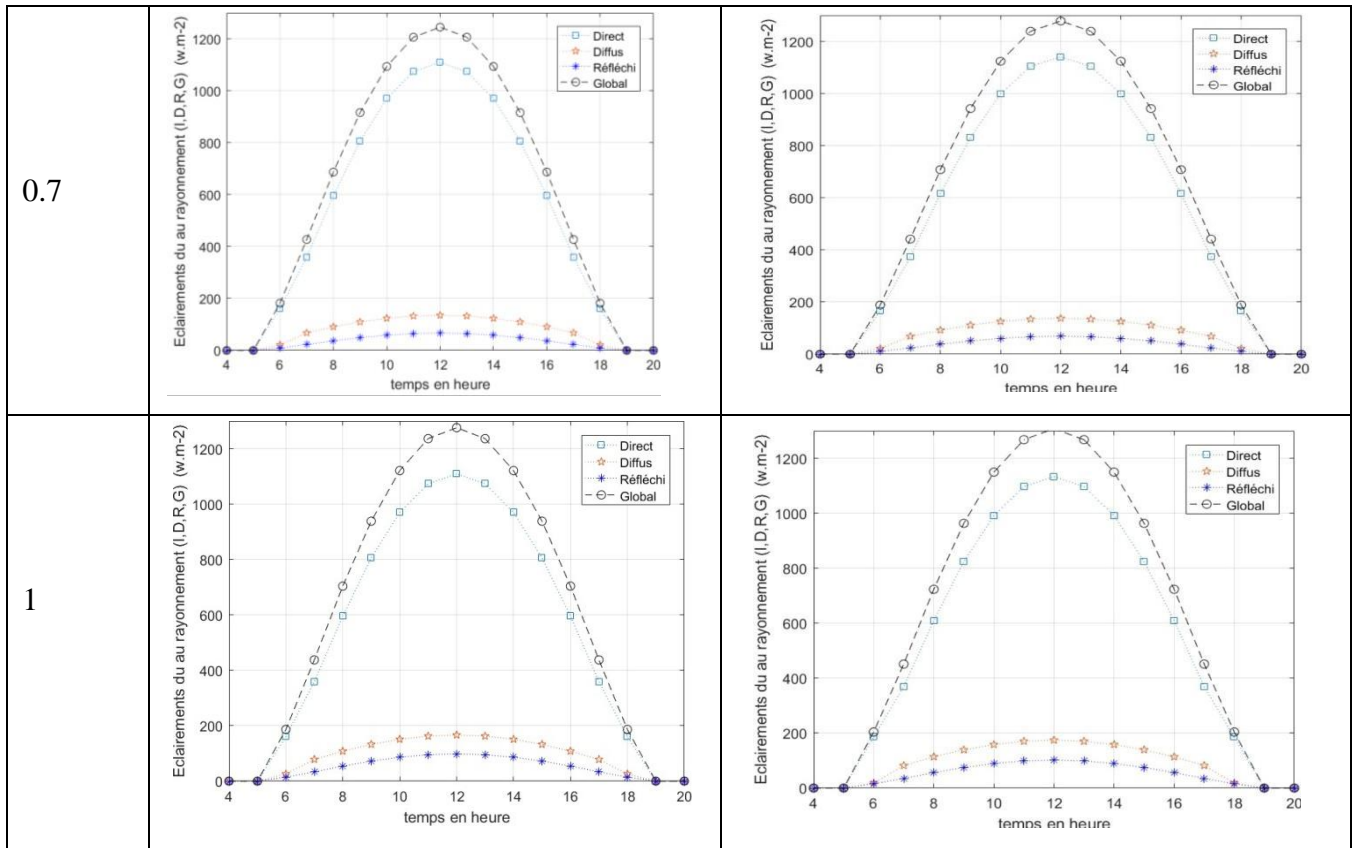 0.7
Eclairements du au rayonnement (I,D,R,G) (w.m-2)
1200
1000
800
600
400
200
0
4 6 8 10 12 14 16 18 20
temps en heure
Direct
Diffus
Réfléchi
Global
Eclairements du au rayonnement (I,D,R,G) (w.m-2)
1200
1000
800
600
400
200
0
4 6 8 10 12 14 16 18 20
temps en heure
Direct
Diffus
Réfléchi
Global
1
Eclairements du au rayonnement (I,D,R,G) (w.m-2)
1200
1000
800
600
400
200
0
4 6 8 10 12 14 16 18 20
temps en heure
Direct
Diffus
Réfléchi
Global
Eclairements du au rayonnement (I,D,R,G) (w.m-2)
1200
1000
800
600
400
200
0
4 6 8 10 12 14 16 18 20
temps en heure
Direct
Diffus
Réfléchi
Global